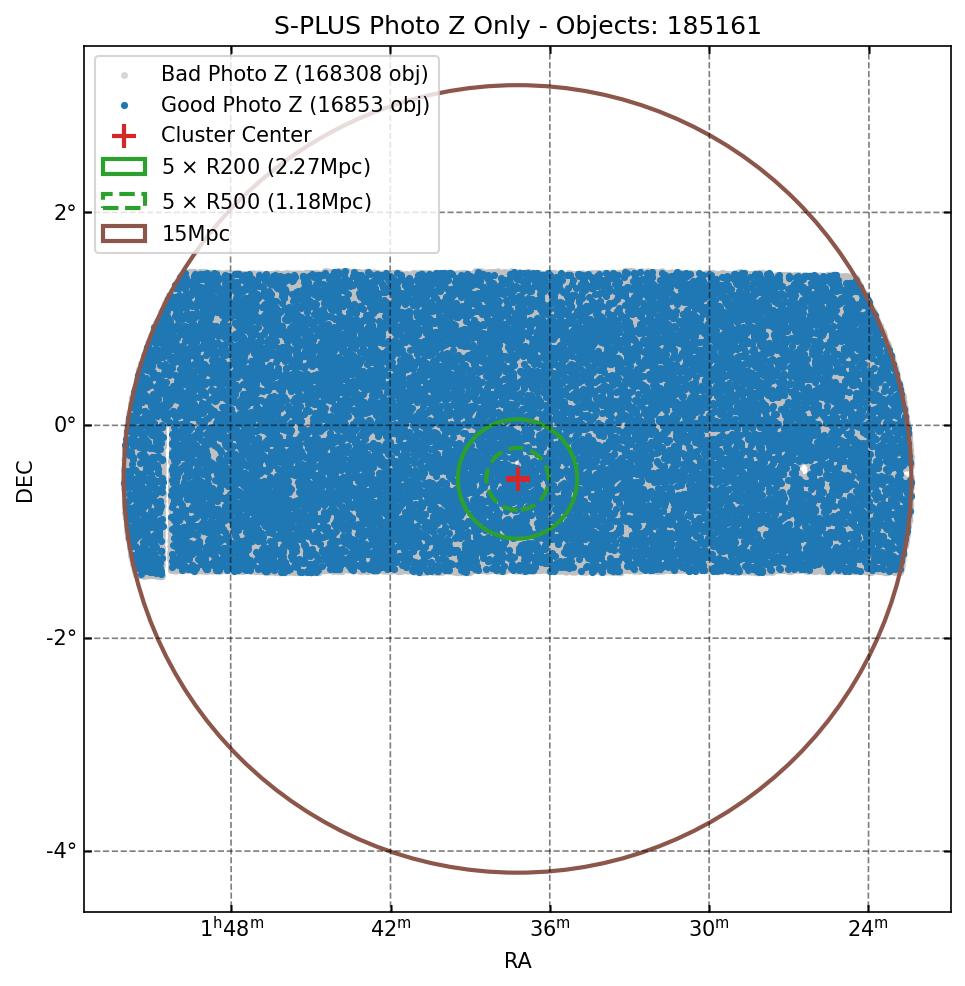 S-PLUS Photo Z Only - Objects: 185161
Bad Photo Z (168308 obj)
Good Photo Z (16853 obj)
Cluster Center
5 × R200 (2.27Mpc)
5 × R500 (1.18Mpc)
15Mpc
2°
0°
-2°
-4°
DEC
1h48m 42m 36m 30m 24m
RA